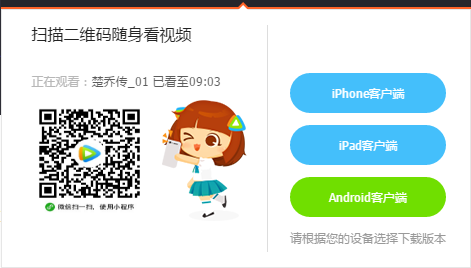 扫描二维码随身看视频
正在观看：楚乔传_01 已看至09:03
微信扫一扫，使用小程序
iPhone客户端
iPad客户端
Android客户端
请根据您的设备选择下载版本